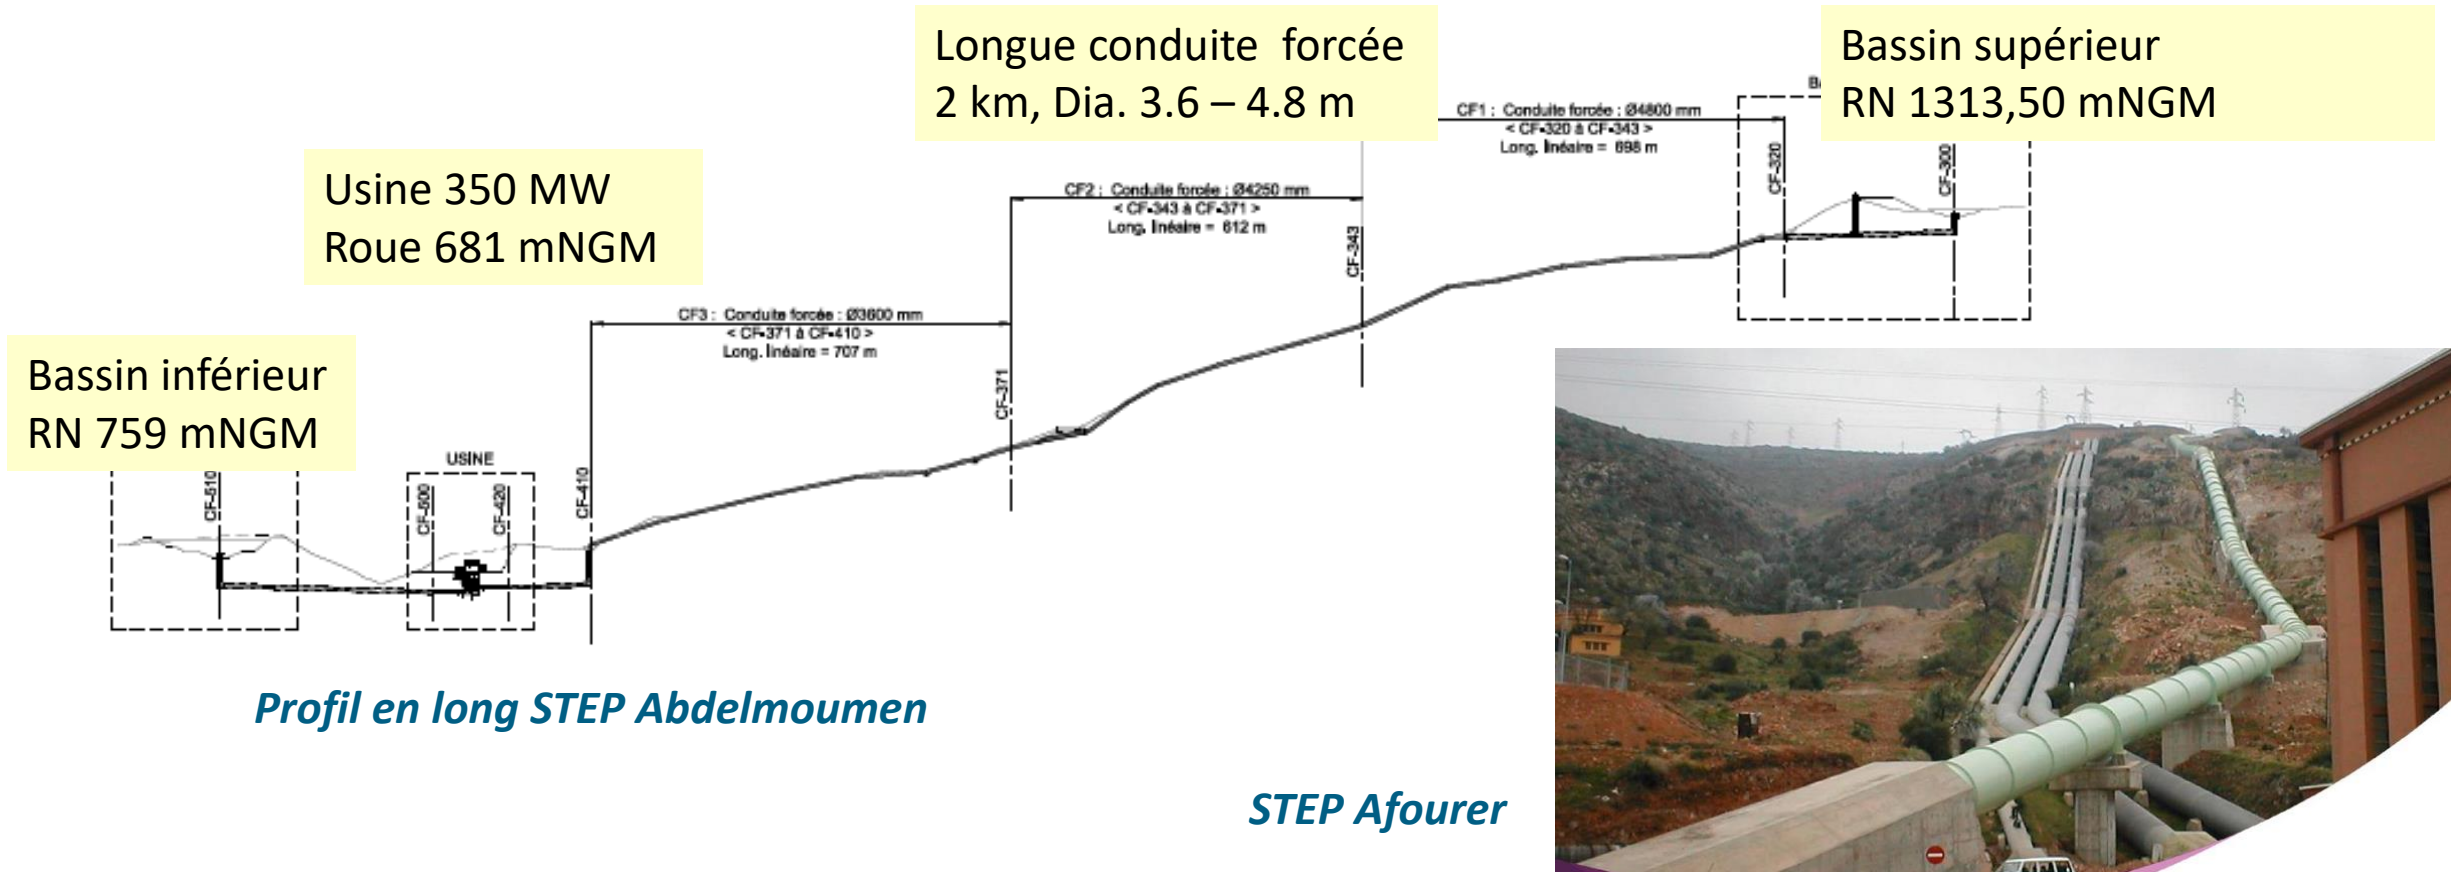 Longue conduite forcée
2 km, Dia. 3.6 – 4.8 m
Bassin supérieur
RN 1313,50 mNGM
CF1 : Conduite forcée : Ø4800 mm
< CF-320 à CF-343 >
Long. linéaire = 698 m
CF-320
CF-300
Usine 350 MW
Roue 681 mNGM
CF2 : Conduite forcée : Ø4250 mm
< CF-343 à CF-371 >
Long. linéaire = 612 m
CF-343
CF3 : Conduite forcée : Ø3600 mm
< CF-371 à CF-410 >
Long. linéaire = 707 m
CF-371
Bassin inférieur
RN 759 mNGM
USINE
CF-510
CF-500
CF-420
CF-410
Profil en long STEP Abdelmoumen
STEP Afourer